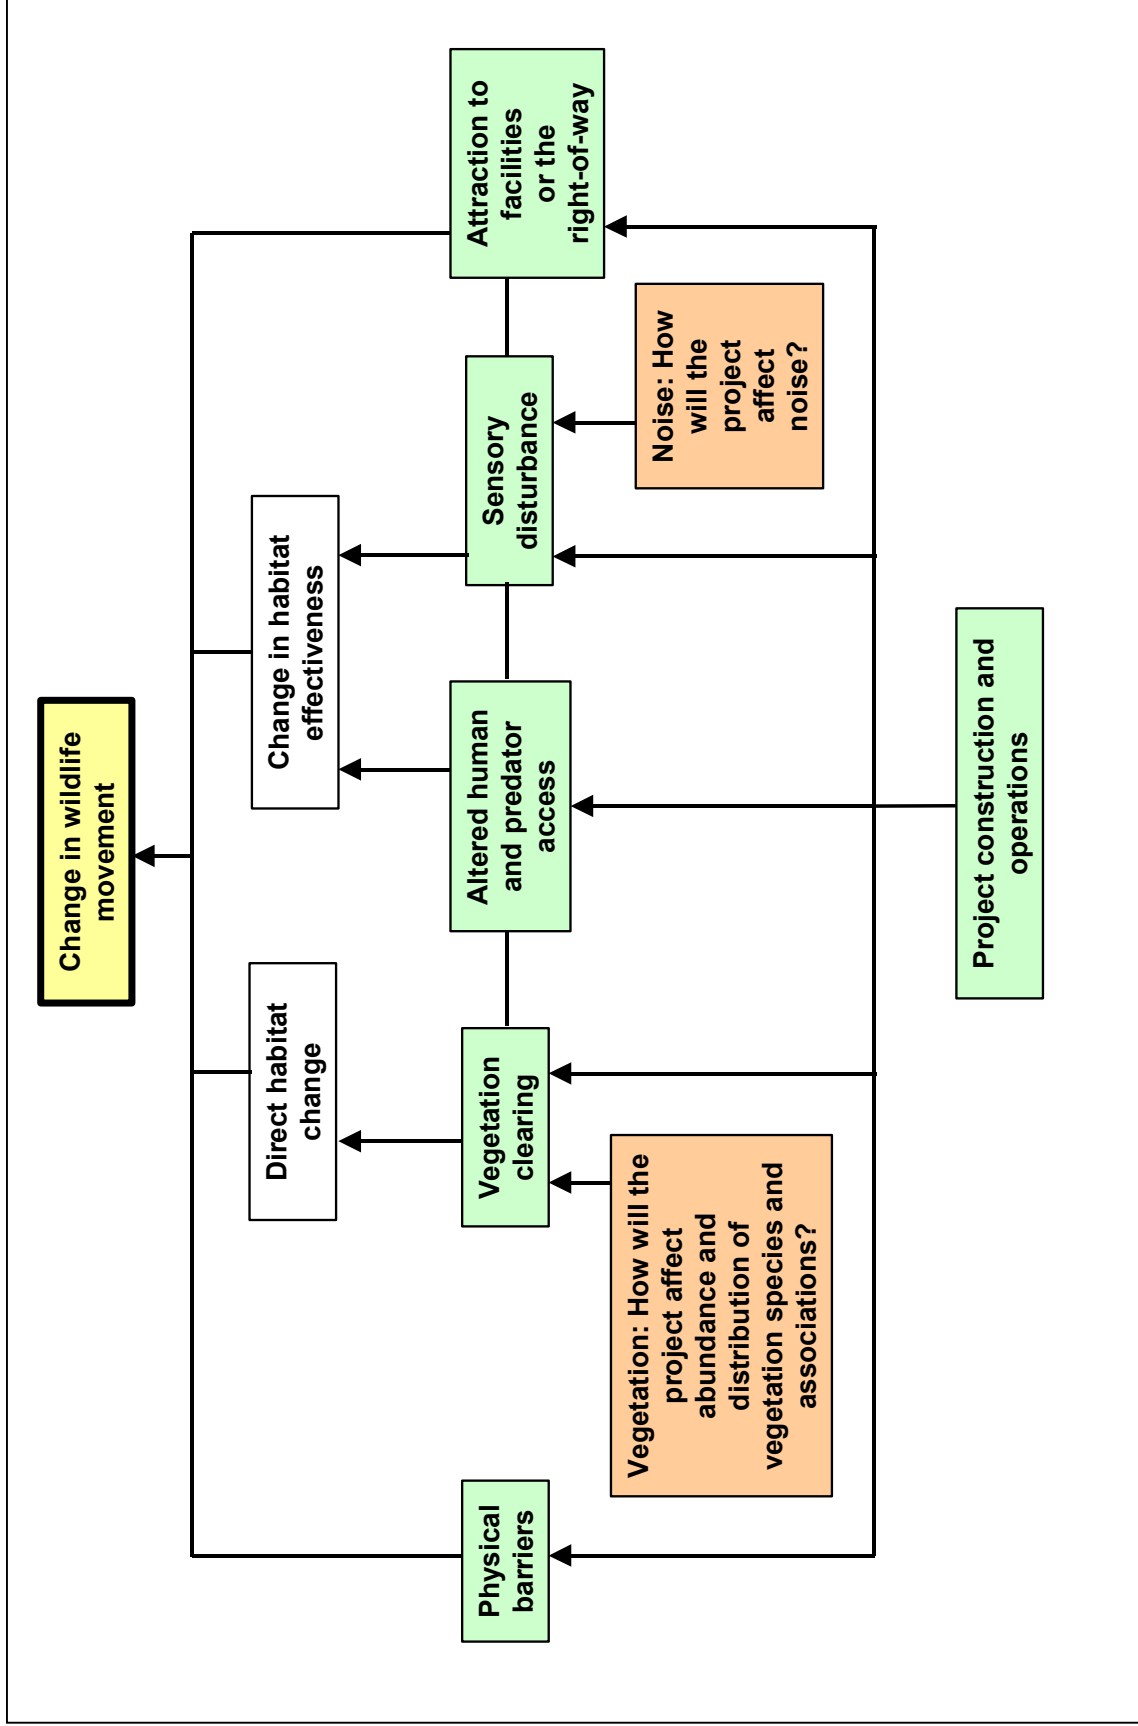 Change in wildlife
movement
Direct habitat
change
Change in habitat
effectiveness
Physical
barriers
Vegetation
clearing
Altered human
and predator
access
Sensory
disturbance
Attraction to
facilities
or the
right-of-way
Vegetation: How will the
project affect
abundance and
distribution of
vegetation species and
associations?
Noise: How
will the
project
affect
noise?
Project construction and
operations